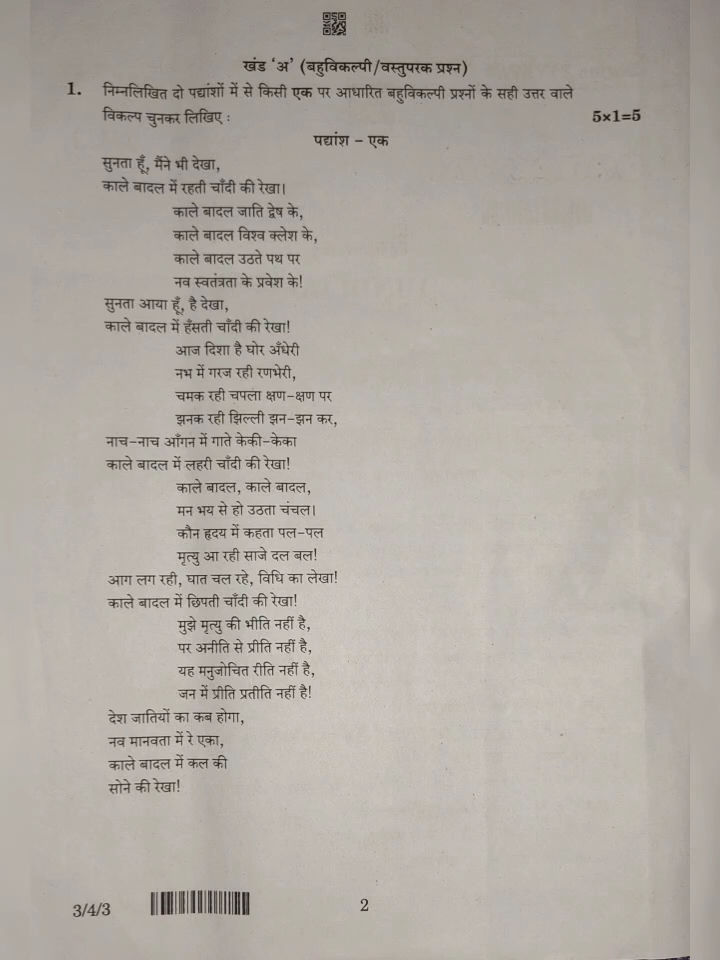 खंड ‘अ’ (बहुविकल्पी/वस्तुपरक प्रश्न)
1. निम्नलिखित दो पद्यांशों में से किसी एक पर आधारित बहुविकल्पी प्रश्नों के सही उत्तर वाले
विकल्प चुनकर लिखिए : 5×1=5
पद्यांश – एक
सुनता हूँ, मैंने भी देखा,
काले बादल में रहती चाँदी की रेखा।
काले बादल जाति द्वेष के,
काले बादल विश्व क्लेश के,
काले बादल उठते पथ पर
नव स्वतंत्रता के प्रवेश के!
सुनता आया हूँ, है देखा,
काले बादल में हँसती चाँदी की रेखा!
आज दिशा है घोर अँधेरी
नभ में गरज रही रणभेरी,
चमक रही चपला क्षण-क्षण पर
झनक रही झिल्ली झन-झन कर,
नाच-नाच आँगन में गाते केकी-केका
काले बादल में लहरी चाँदी की रेखा!
काले बादल, काले बादल,
मन भय से हो उठता चंचल।
कौन हृदय में कहता पल-पल
मृत्यु आ रही साजे दल बल!
आग लग रही, घात चल रहे, विधि का लेखा!
काले बादल में छिपती चाँदी की रेखा!
मुझे मृत्यु की भीति नहीं है,
पर अनीति से प्रीति नहीं है,
यह मनुजोचित रीति नहीं है,
जन में प्रीति प्रतीति नहीं है!
देश जातियों का कब होगा,
नव मानवता में रे एका,
काले बादल में कल की
सोने की रेखा!
3/4/3 2